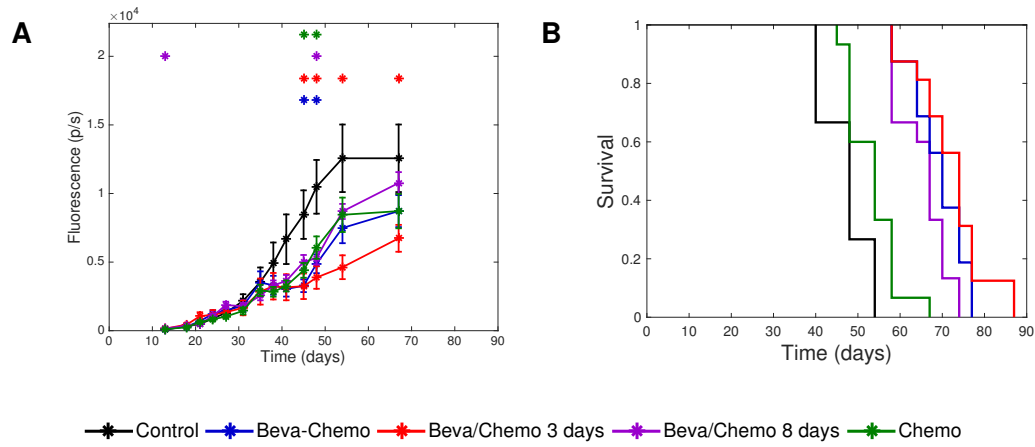 A
×10⁴
Fluorescence (p/s)
2
1.5
1
0.5
0
0 10 20 30 40 50 60 70 80 90
Time (days)
B
Survival
1
0.8
0.6
0.4
0.2
0
0 10 20 30 40 50 60 70 80 90
Time (days)
Control Beva-Chemo Beva/Chemo 3 days Beva/Chemo 8 days Chemo